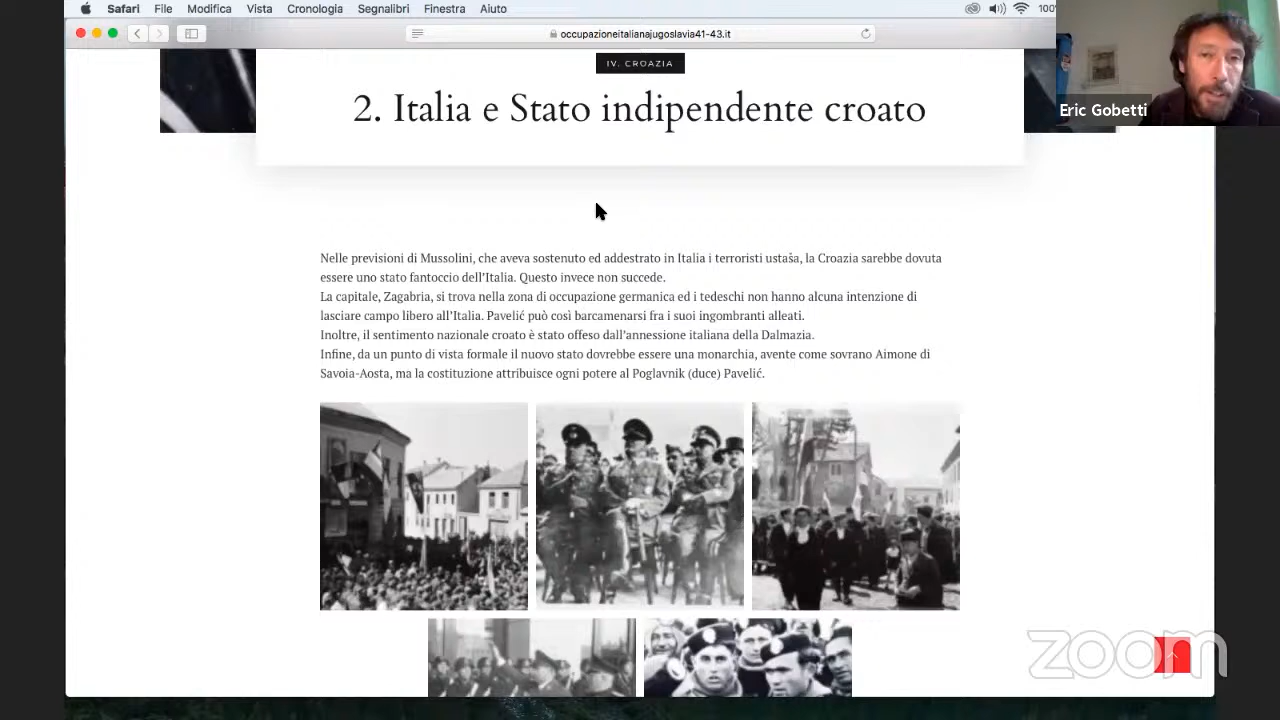 Safari File Modifica Vista Cronologia Segnalibri Finestra Aiuto 100
occupazioneitalianajugoslavia41-43.it
IV. CROAZIA
2. Italia e Stato indipendente croato
Eric Gobetti
Nelle previsioni di Mussolini, che aveva sostenuto ed addestrato in Italia i terroristi ustaša, la Croazia sarebbe dovuta
essere uno stato fantoccio dell'Italia. Questo invece non succede.
La capitale, Zagabria, si trova nella zona di occupazione germanica ed i tedeschi non hanno alcuna intenzione di
lasciare campo libero all'Italia. Pavelić può così barcamenarsi fra i suoi ingombranti alleati.
Inoltre, il sentimento nazionale croato è stato offeso dall'annessione italiana della Dalmazia.
Infine, da un punto di vista formale il nuovo stato dovrebbe essere una monarchia, avente come sovrano Aimone di
Savoia-Aosta, ma la costituzione attribuisce ogni potere al Poglavnik (duce) Pavelić.
zoom